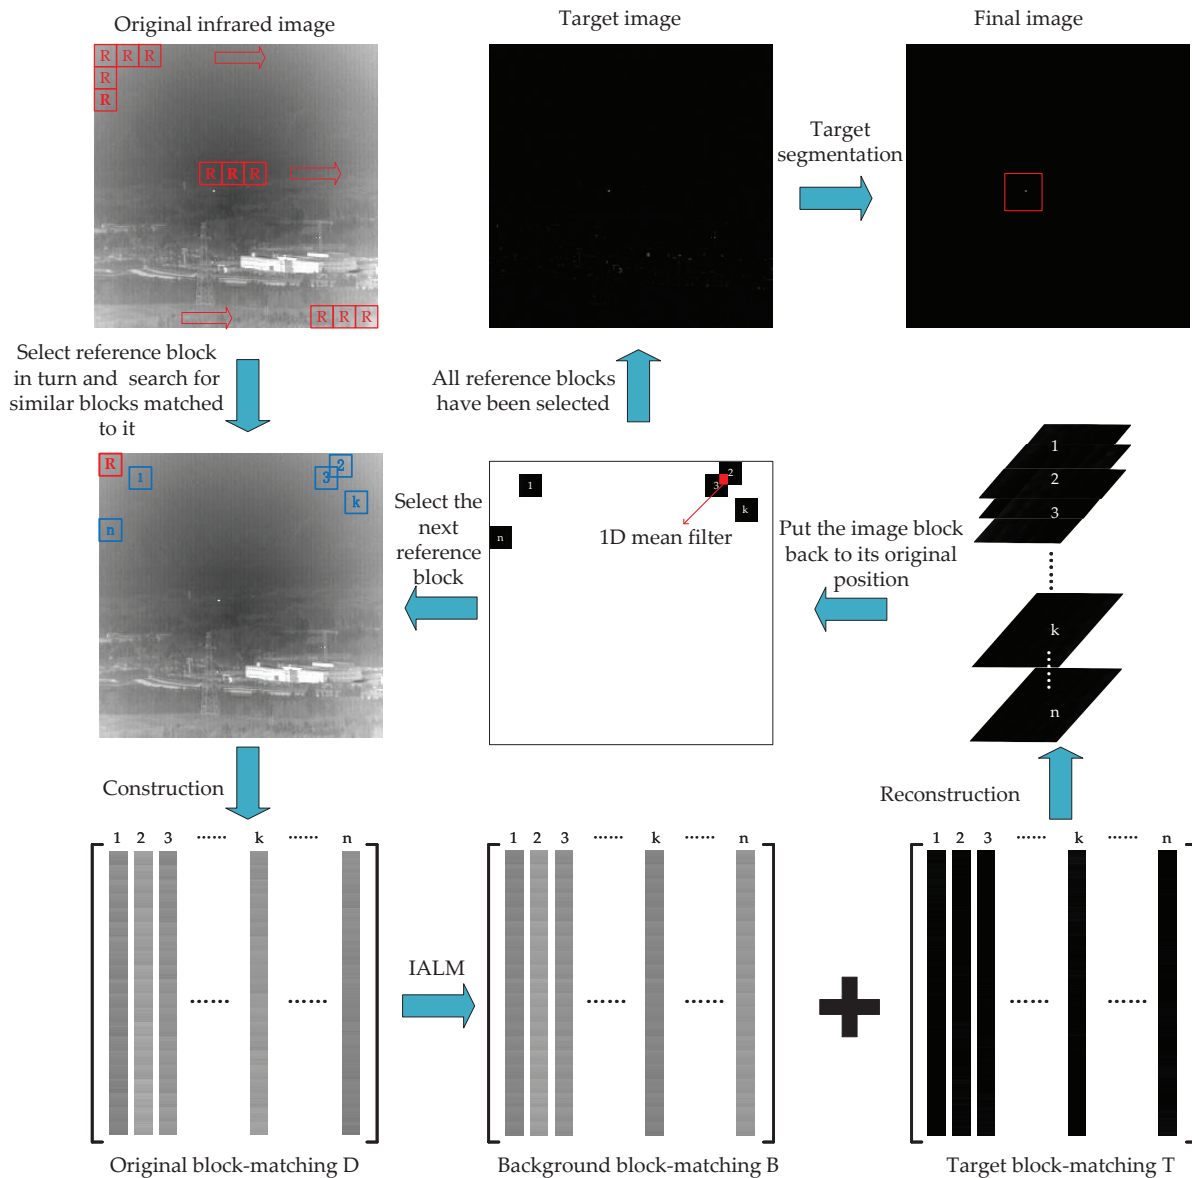 Original infrared image
Target image
Final image
R R R
R
R
R R R
R R R
Target
segmentation
Select reference block
in turn and search for
similar blocks matched
to it
All reference blocks
have been selected
R
1
2
3
k
n
Select the
next
reference
block
1
2
3
k
n
1D mean filter
Put the image block
back to its original
position
1
2
3
k
n
Construction
Reconstruction
1 2 3 ······ k ······ n
1 2 3 ······ k ······ n
1 2 3 ······ k ······ n
IALM
Original block-matching D
Background block-matching B
Target block-matching T